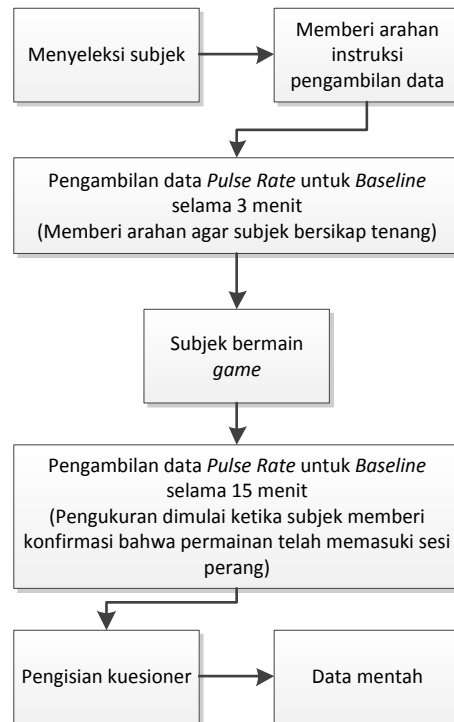 Menyeleksi subjek
Memberi arahan
instruksi
pengambilan data
Pengambilan data Pulse Rate untuk Baseline
selama 3 menit
(Memberi arahan agar subjek bersikap tenang)
Subjek bermain
game
Pengambilan data Pulse Rate untuk Baseline
selama 15 menit
(Pengukuran dimulai ketika subjek memberi
konfirmasi bahwa permainan telah memasuki sesi
perang)
Pengisian kuesioner
Data mentah